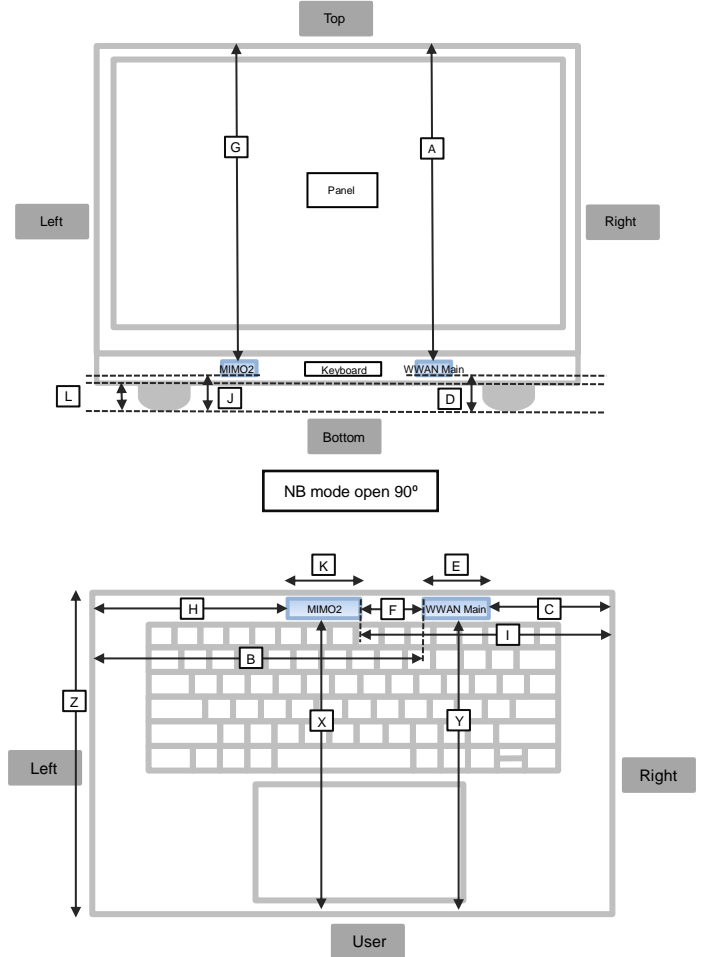 Top
G
A
Panel
Left
Right
MIMO2
Keyboard
WWAN Main
L
J
D
Bottom
NB mode open 90º
K
E
MIMO2
WWAN Main
H
F
C
I
B
Z
X
Y
Left
Right
User